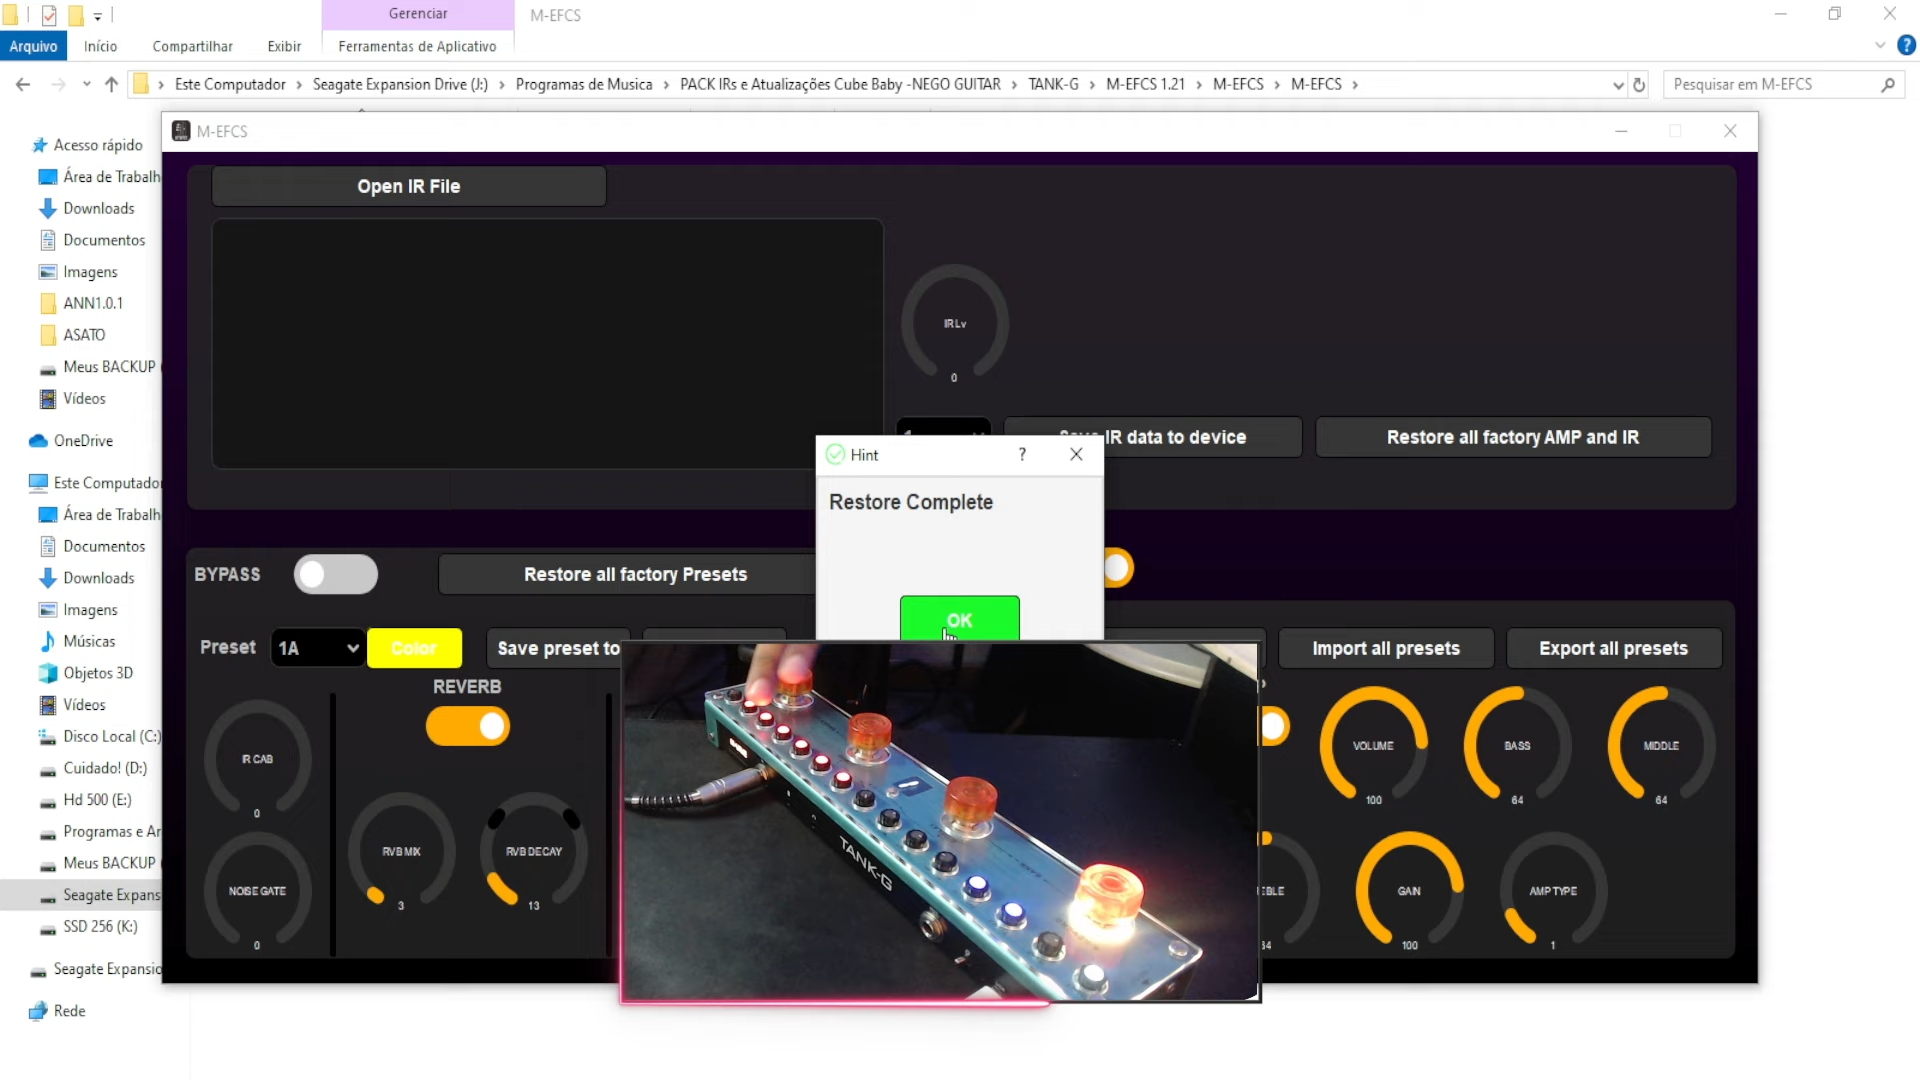 Gerenciar
M-EFCS
Arquivo
Início
Compartilhar
Exibir
Ferramentas de Aplicativo
Este Computador
Seagate Expansion Drive (J:)
Programas de Musica
PACK IRs e Atualizações Cube Baby -NEGO GUITAR
TANK-G
M-EFCS 1.21
M-EFCS
M-EFCS
Pesquisar em M-EFCS
M-EFCS
Acesso rápido
Área de Trabalh
Downloads
Documentos
Imagens
ANN1.0.1
ASATO
Meus BACKUP (
Vídeos
OneDrive
Este Computador
Área de Trabalh
Documentos
Downloads
Imagens
Músicas
Objetos 3D
Vídeos
Disco Local (C:)
Cuidado! (D:)
Hd 500 (E:)
Programas e Ar
Meus BACKUP (
Seagate Expans
SSD 256 (K:)
Seagate Expansio
Rede
Open IR File
IR Lv
0
Save IR data to device
Restore all factory AMP and IR
Hint
?
Restore Complete
OK
BYPASS
Restore all factory Presets
Preset
1A
Color
Save preset to
Import all presets
Export all presets
REVERB
IR CAB
0
NOISE GATE
0
RVB MIX
3
RVB DECAY
13
VOLUME
100
BASS
64
MIDDLE
64
EBLE
64
GAIN
100
AMP TYPE
1
TANK-G